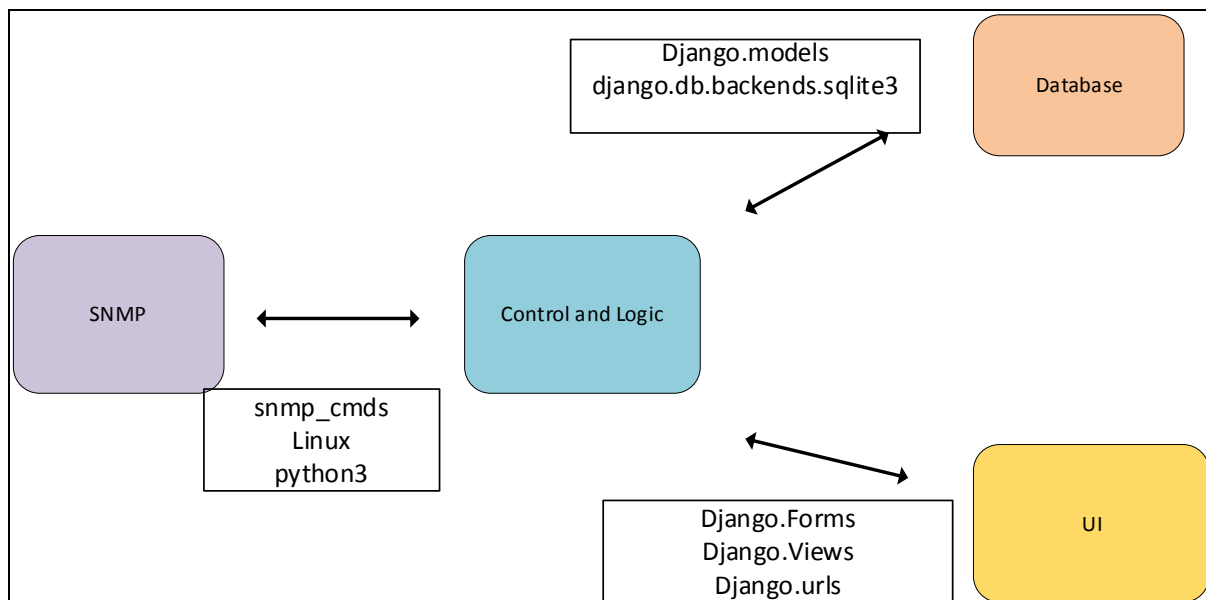 Django.models
django.db.backends.sqlite3
Database
SNMP
Control and Logic
snmp_cmds
Linux
python3
Django.Forms
Django.Views
Django.urls
UI